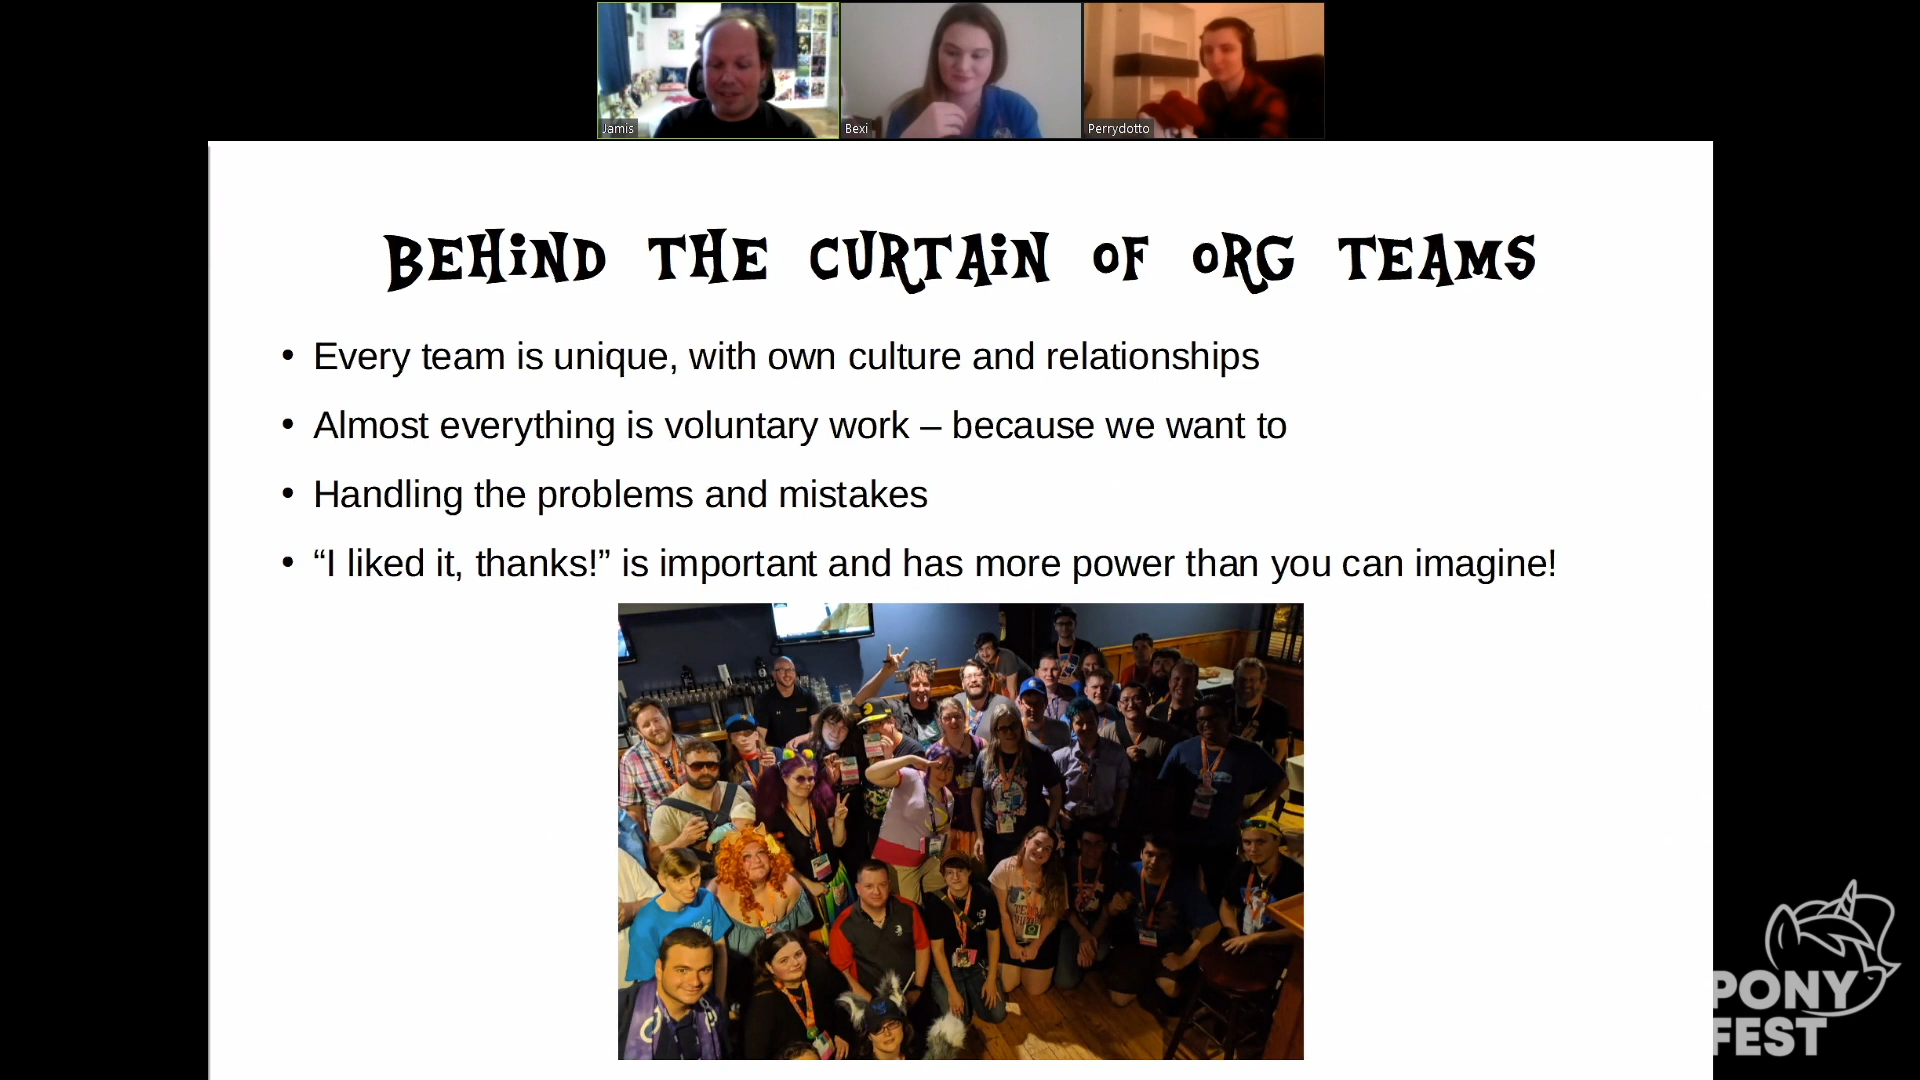 Jamis
Bexi
Perrydotto
BEHiND THE CURTAiN oF oRG TEAMS
• Every team is unique, with own culture and relationships
• Almost everything is voluntary work – because we want to
• Handling the problems and mistakes
• “I liked it, thanks!” is important and has more power than you can imagine!
PONY
FEST